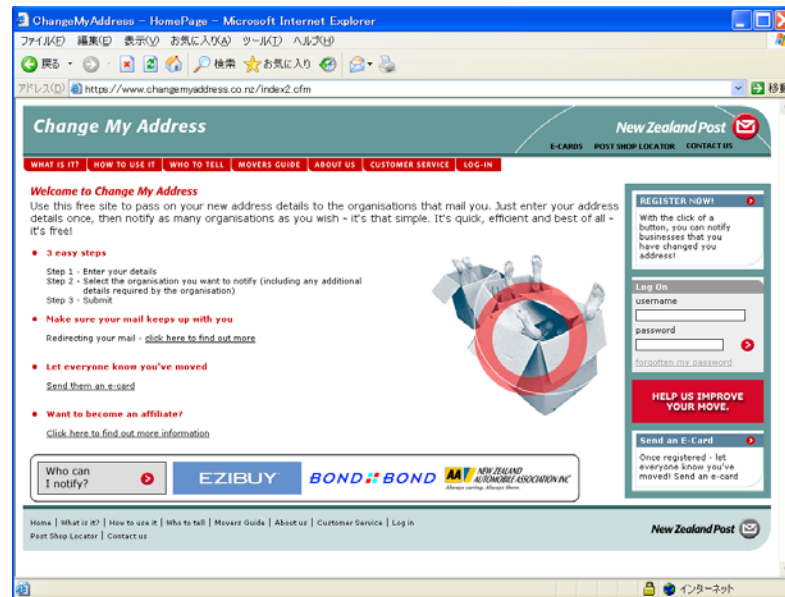 ChangeMyAddress - HomePage - Microsoft Internet Explorer
ファイル(F) 編集(E) 表示(V) お気に入り(A) ツール(T) ヘルプ(H)
戻る 検索 お気に入り
アドレス(D) https://www.changemyaddress.co.nz/index2.cfm 移動
Change My Address
New Zealand Post
E-CARDS POST SHOP LOCATOR CONTACT US
WHAT IS IT? HOW TO USE IT WHO TO TELL MOVERS GUIDE ABOUT US CUSTOMER SERVICE LOG-IN
Welcome to Change My Address
Use this free site to pass on your new address details to the organisations that mail you. Just enter your address
details once, then notify as many organisations as you wish - it's that simple. It's quick, efficient and best of all -
it's free!
3 easy steps
Step 1 - Enter your details
Step 2 - Select the organisation you want to notify (including any additional
details required by the organisation)
Step 3 - Submit
Make sure your mail keeps up with you
Redirecting your mail - click here to find out more
Let everyone know you've moved
Send them an e-card
Want to become an affiliate?
Click here to find out more information
REGISTER NOW!
With the click of a
button, you can notify
businesses that you
have changed you
address!
Log On
username
password
forgotten my password
HELP US IMPROVE
YOUR MOVE.
Send an E-Card
Once registered - let
everyone know you've
moved! Send an e-card
Who can
I notify?
EZIBUY
BOND BOND
AA NEW ZEALAND
AUTOMOBILE ASSOCIATION INC
Always caring. Always there.
Home | What is it? | How to use it | Who to tell | Movers Guide | About us | Customer Service | Log in
Post Shop Locator | Contact us
New Zealand Post
インターネット